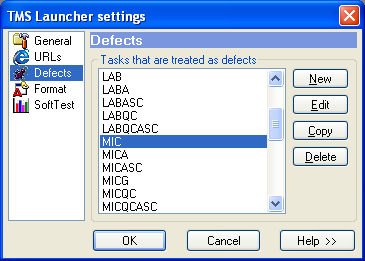 TMS Launcher settings
General
URLs
Defects
Format
SoftTest
Defects
Tasks that are treated as defects
LAB
LABA
LABASC
LABQC
LABQCASC
MIC
MICA
MICASC
MICG
MICQC
MICQCASC
New
Edit
Copy
Delete
OK
Cancel
Help >>